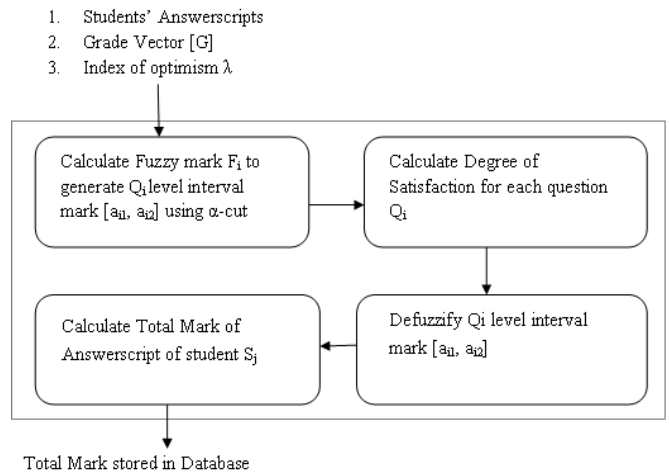 1. Students' Answerscripts
2. Grade Vector [G]
3. Index of optimism λ
Calculate Fuzzy mark Fi to
generate Qi level interval
mark [ai1, ai2] using α-cut
Calculate Degree of
Satisfaction for each question
Qi
Calculate Total Mark of
Answerscript of student Sj
Defuzzify Qi level interval
mark [ai1, ai2]
Total Mark stored in Database